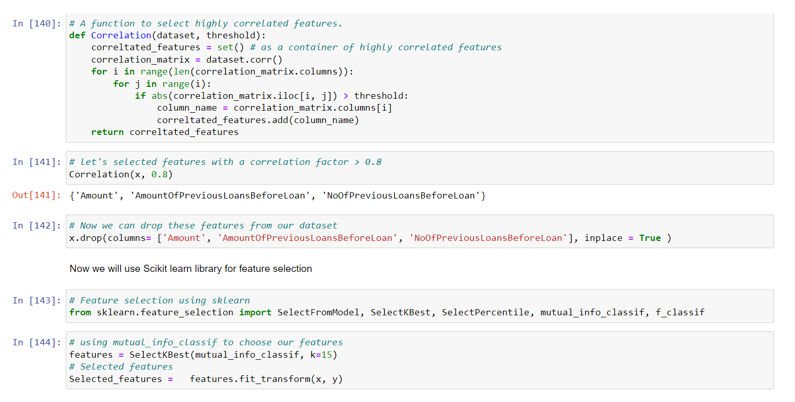 In [140]: # A function to select highly correlated features.
def Correlation(dataset, threshold):
    correltated_features = set() # as a container of highly correlated features
    correlation_matrix = dataset.corr()
    for i in range(len(correlation_matrix.columns)):
        for j in range(i):
            if abs(correlation_matrix.iloc[i, j]) > threshold:
                column_name = correlation_matrix.columns[i]
                correltated_features.add(column_name)
    return correltated_features
In [141]: # let's selected features with a correlation factor > 0.8
Correlation(x, 0.8)
Out[141]: {'Amount', 'AmountOfPreviousLoansBeforeLoan', 'NoOfPreviousLoansBeforeLoan'}
In [142]: # Now we can drop these features from our dataset
x.drop(columns= ['Amount', 'AmountOfPreviousLoansBeforeLoan', 'NoOfPreviousLoansBeforeLoan'], inplace = True )
Now we will use Scikit learn library for feature selection
In [143]: # Feature selection using sklearn
from sklearn.feature_selection import SelectFromModel, SelectKBest, SelectPercentile, mutual_info_classif, f_classif
In [144]: # using mutual_info_classif to choose our features
features = SelectKBest(mutual_info_classif, k=15)
# Selected features
Selected_features =   features.fit_transform(x, y)